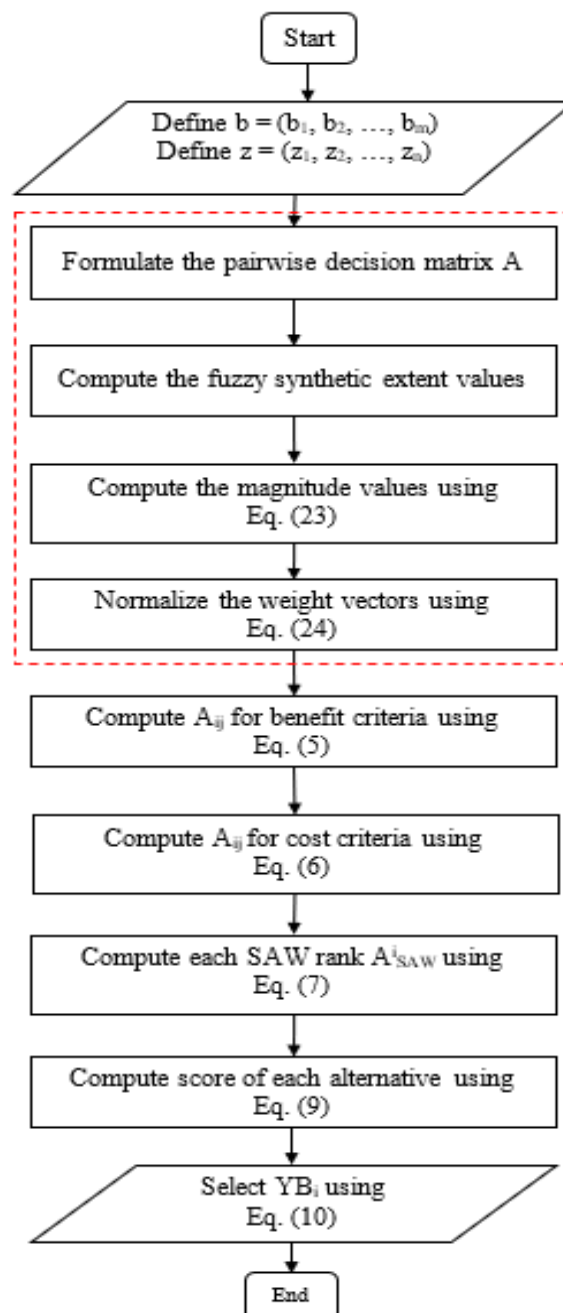 Start
Define b = (b₁, b₂, …, bₘ)
Define z = (z₁, z₂, …, zₙ)
Formulate the pairwise decision matrix A
Compute the fuzzy synthetic extent values
Compute the magnitude values using
Eq. (23)
Normalize the weight vectors using
Eq. (24)
Compute Aᵢⱼ for benefit criteria using
Eq. (5)
Compute Aᵢⱼ for cost criteria using
Eq. (6)
Compute each SAW rank Aⁱ_SAW using
Eq. (7)
Compute score of each alternative using
Eq. (9)
Select YBᵢ using
Eq. (10)
End